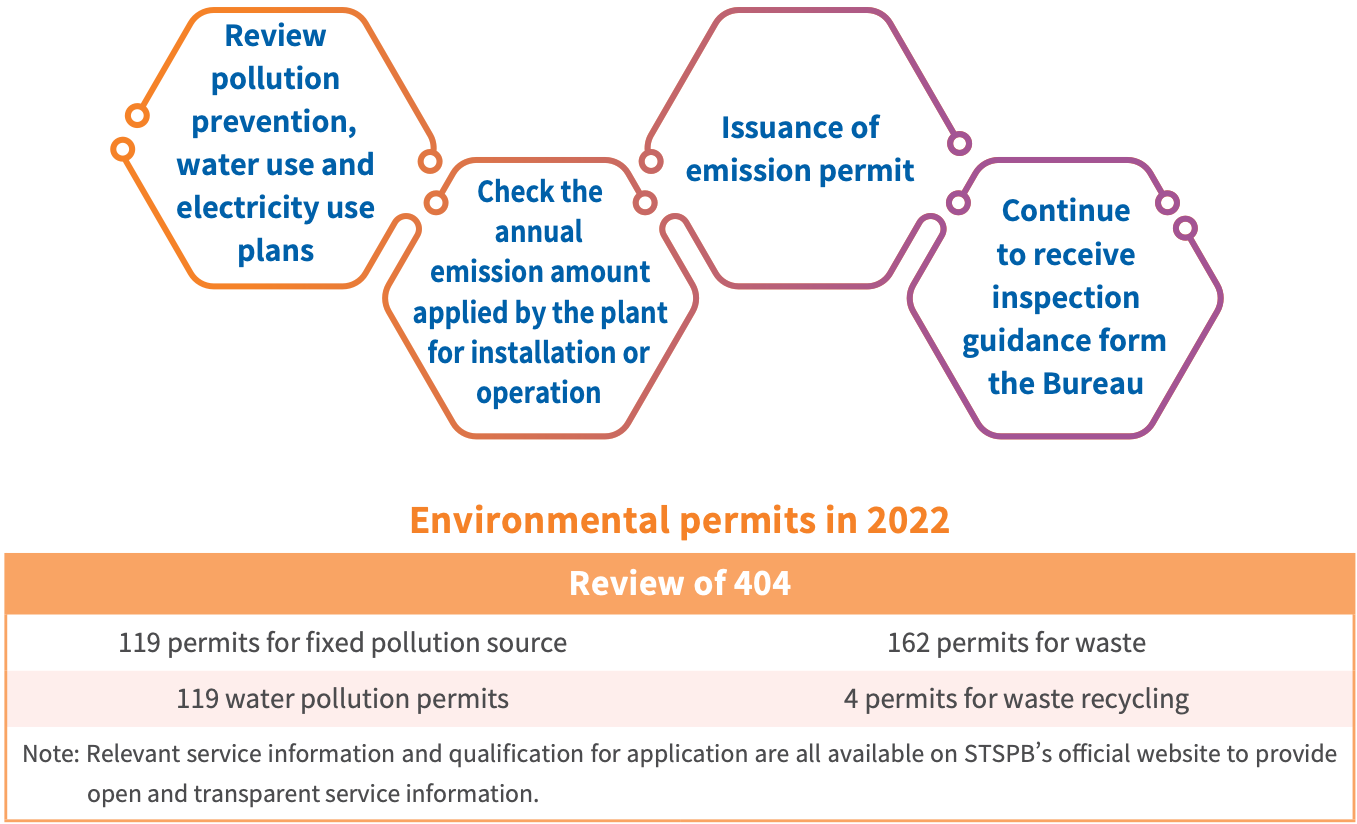 Review
pollution
prevention,
water use and
electricity use
plans
Check the
annual
emission amount
applied by the plant
for installation or
operation
Issuance of
emission permit
Continue
to receive
inspection
guidance form
the Bureau
Environmental permits in 2022
Review of 404
119 permits for fixed pollution source
162 permits for waste
119 water pollution permits
4 permits for waste recycling
Note: Relevant service information and qualification for application are all available on STSPB’s official website to provide
open and transparent service information.